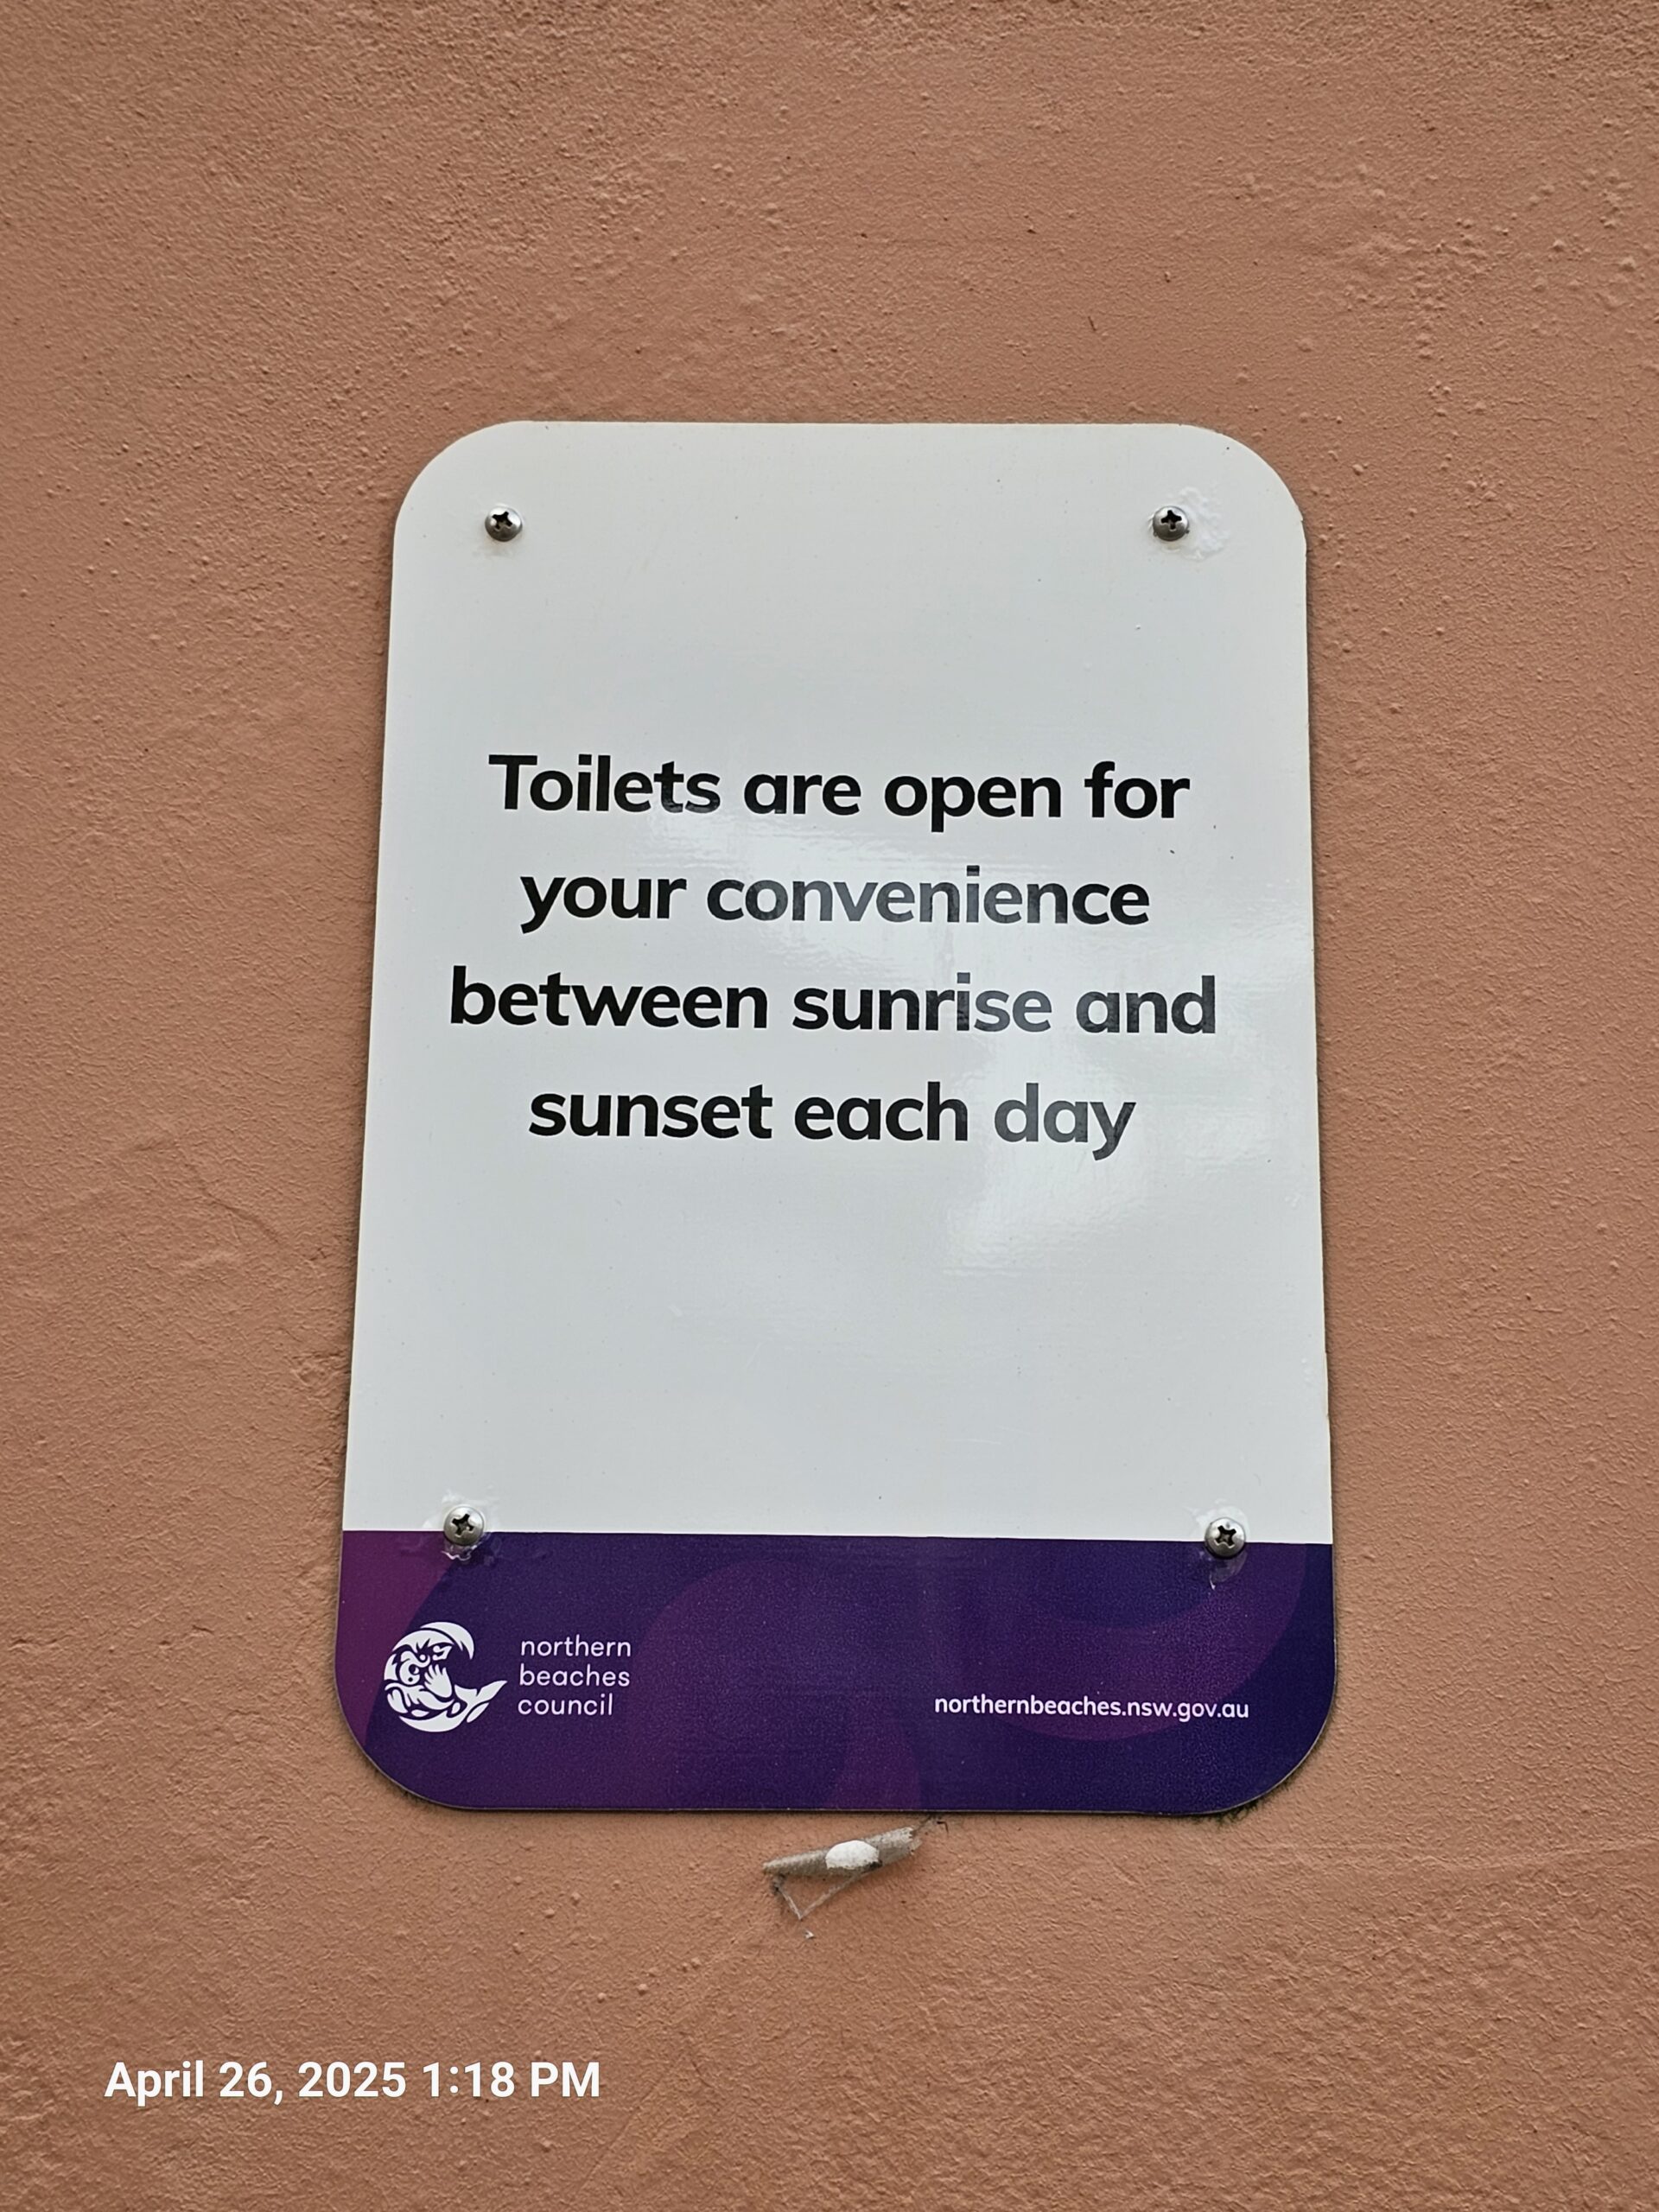 Toilets are open for
your convenience
between sunrise and
sunset each day
northern
beaches
council
northernbeaches.nsw.gov.au
April 26, 2025 1:18 PM